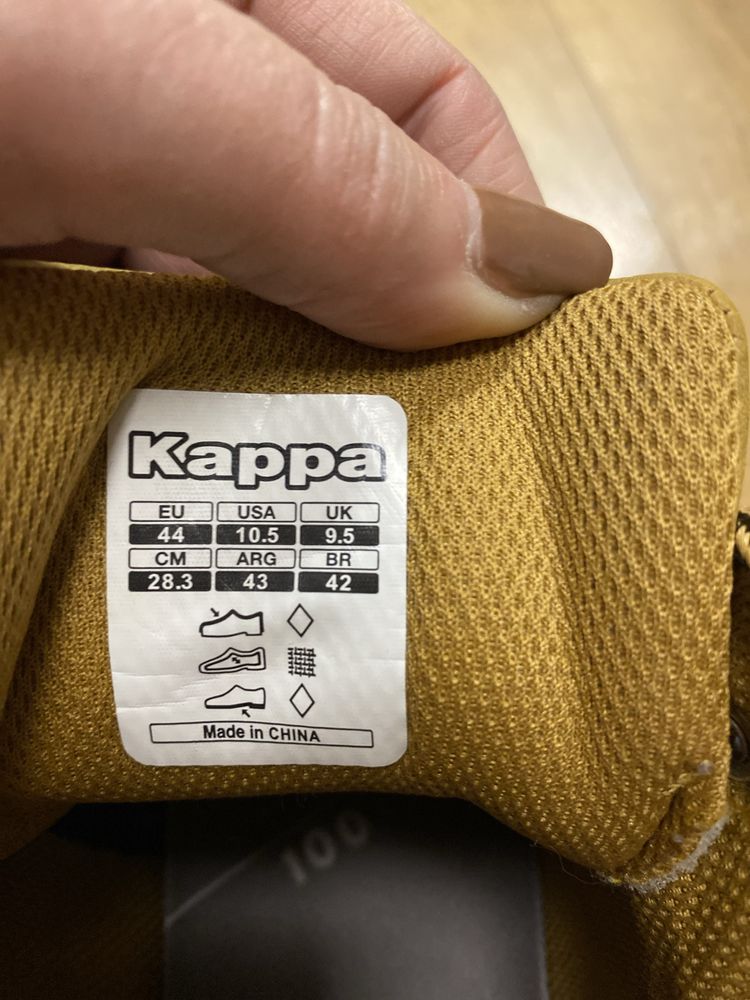 Kappa
EU USA UK
44 10.5 9.5
CM ARG BR
28.3 43 42
Made in CHINA
100